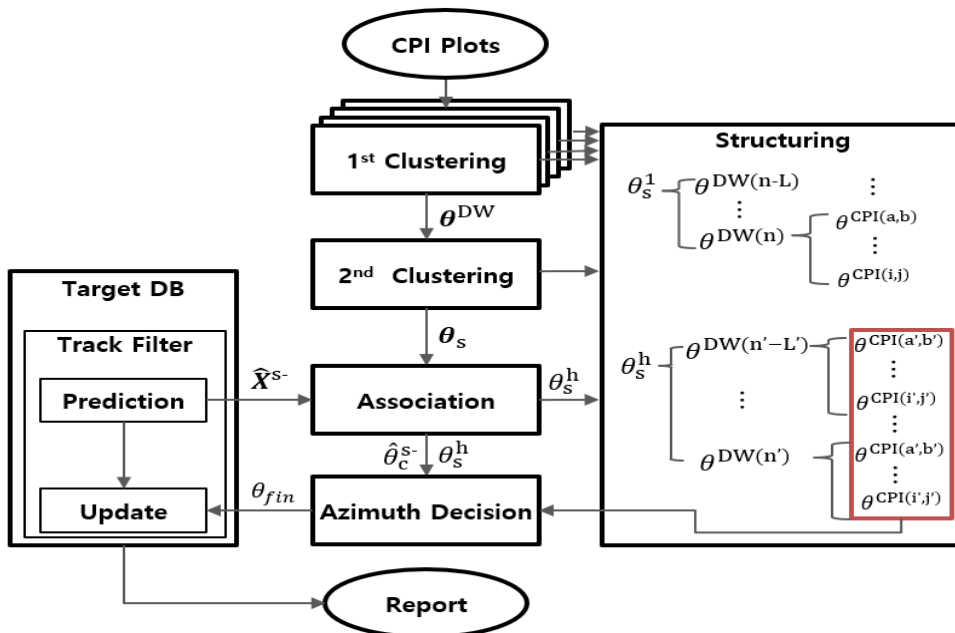 CPI Plots
1st Clustering
θDW
2nd Clustering
θs
Target DB
Track Filter
Prediction
Update
X̂s-
Association
θsh
θ̂cs- θsh
θfin
Azimuth Decision
Report
Structuring
θs1
θDW(n-L)
⋮
θDW(n)
⋮
θCPI(a,b)
⋮
θCPI(i,j)
θsh
θDW(n'−L')
⋮
θDW(n')
θCPI(a',b')
⋮
θCPI(i',j')
⋮
θCPI(a',b')
⋮
θCPI(i',j')